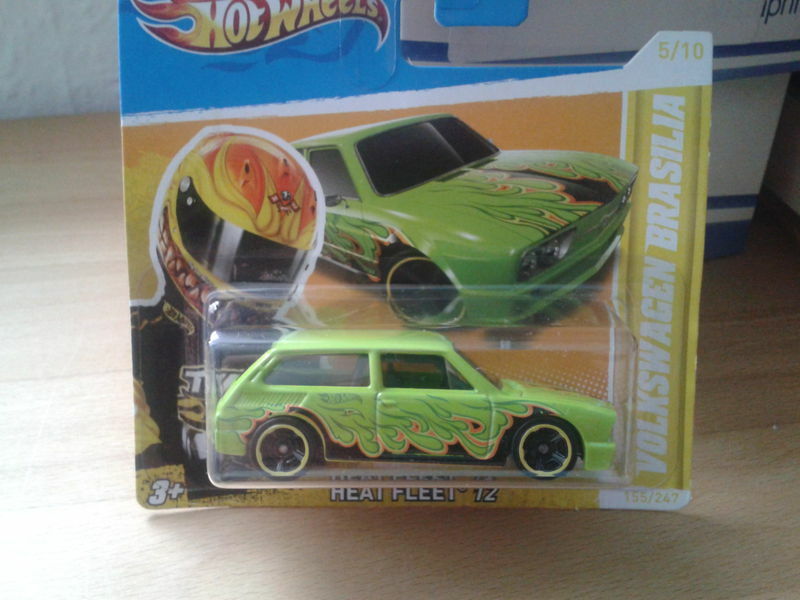 HOT WHEELS
5/10
VOLKSWAGEN BRASILIA
3+
HEAT FLEET '12
155/247